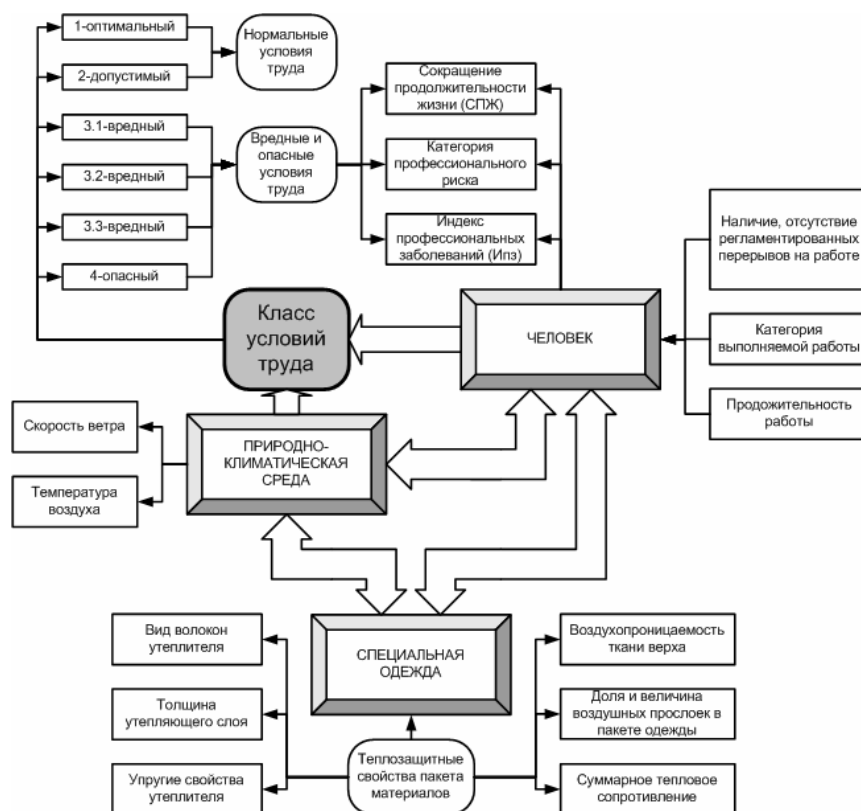 1-оптимальный
2-допустимый
3.1-вредный
3.2-вредный
3.3-вредный
4-опасный
Нормальные
условия
труда
Вредные и
опасные
условия
труда
Сокращение
продолжительности
жизни (СПЖ)
Категория
профессионального
риска
Индекс
профессиональных
заболеваний (Ипз)
Наличие, отсутствие
регламентированных
перерывов на работе
Категория
выполняемой работы
Продожительность
работы
Класс
условий
труда
ЧЕЛОВЕК
Скорость ветра
Температура
воздуха
ПРИРОДНО-
КЛИМАТИЧЕСКАЯ
СРЕДА
СПЕЦИАЛЬНАЯ
ОДЕЖДА
Вид волокон
утеплителя
Толщина
утепляющего слоя
Упругие свойства
утеплителя
Теплозащитные
свойства пакета
материалов
Воздухопроницаемость
ткани верха
Доля и величина
воздушных прослоек в
пакете одежды
Суммарное тепловое
сопротивление